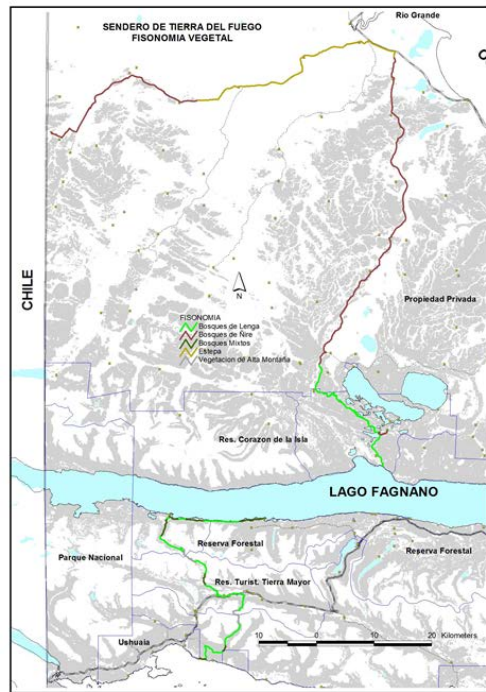 SENDERO DE TIERRA DEL FUEGO
FISONOMIA VEGETAL
Rio Grande
CHILE
N
Propiedad Privada
FISONOMIA
Bosques de Lenga
Bosques de Ñire
Bosques Mixtos
Estepa
Vegetacion de Alta Montaña
Res. Corazon de la Isla
LAGO FAGNANO
Reserva Forestal
Reserva Forestal
Parque Nacional
Res. Turist. Tierra Mayor
Ushuaia
10 0 10 20 Kilometers